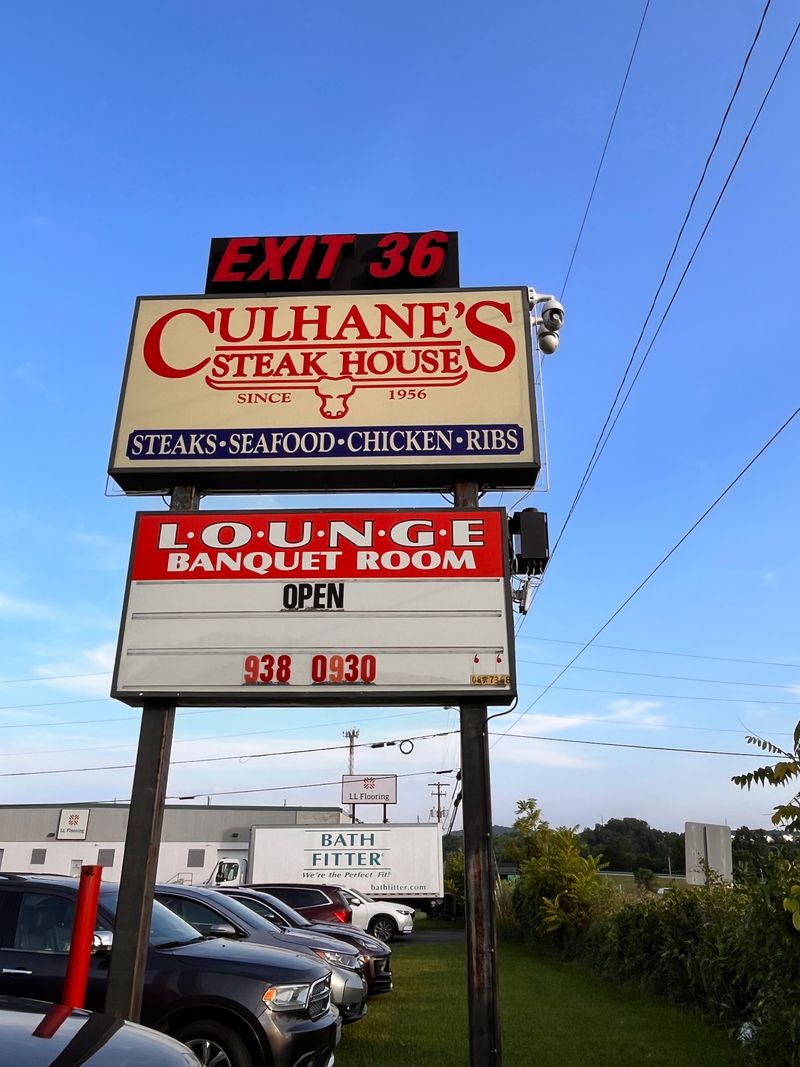 EXIT 36
CULHANE'S
STEAK HOUSE
SINCE 1956
STEAKS·SEAFOOD·CHICKEN·RIBS
L·O·U·N·G·E
BANQUET ROOM
OPEN
938 0930
LL Flooring
LL Flooring
BATH
FITTER
We're the Perfect Fit!
bathfitter.com